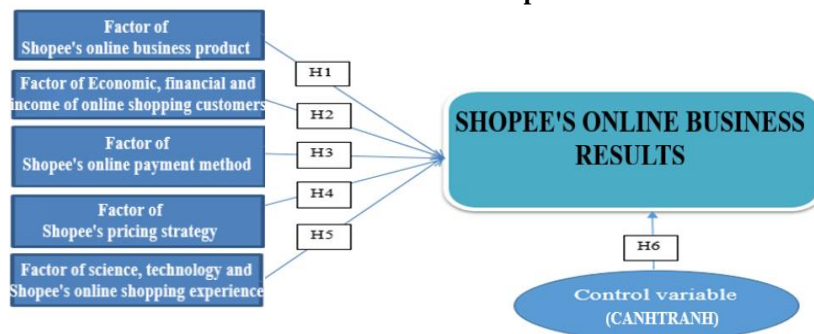 Factor of
Shopee's online business product
Factor of Economic, financial and
income of online shopping customers
Factor of
Shopee's online payment method
Factor of
Shopee's pricing strategy
Factor of science, technology and
Shopee's online shopping experience
H1
H2
H3
H4
H5
SHOPEE'S ONLINE BUSINESS
RESULTS
H6
Control variable
(CANHTRANH)